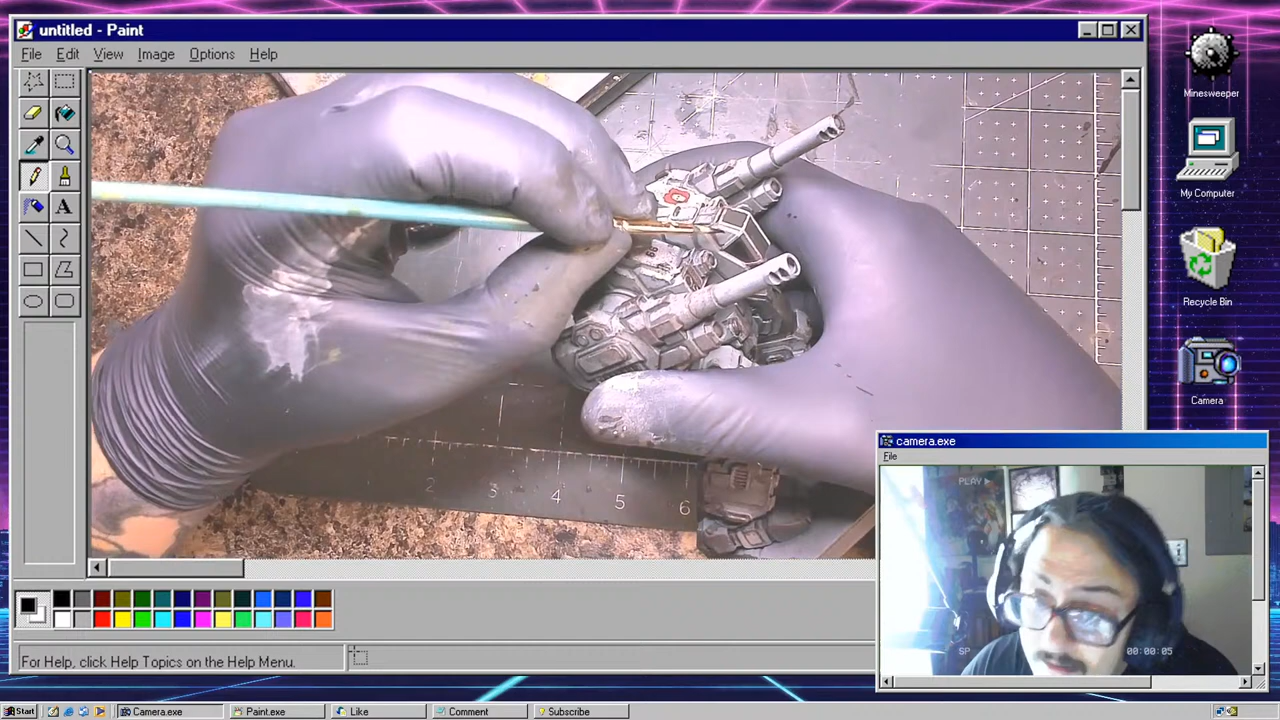 untitled - Paint
File Edit View Image Options Help
Minesweeper
My Computer
Recycle Bin
Camera
2 3 4 5 6
camera.exe
File
PLAY
SP 00:00:05
For Help, click Help Topics on the Help Menu.
Start Camera.exe Paint.exe Like Comment Subscribe